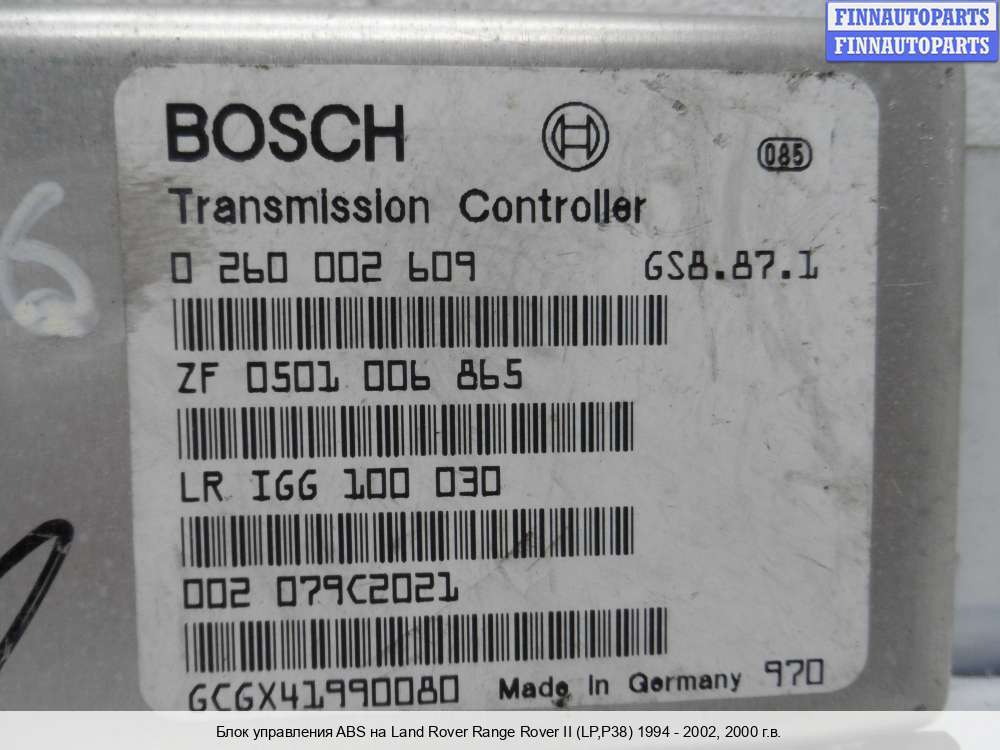 FINNAUTOPARTS
FINNAUTOPARTS
BOSCH
085
Transmission Controller
0 260 002 609 GS8.87.1
ZF 0501 006 865
LR IGG 100 030
002 079C2021
GCGX41990080 Made In Germany 970
6
Блок управления ABS на Land Rover Range Rover II (LP,P38) 1994 - 2002, 2000 г.в.